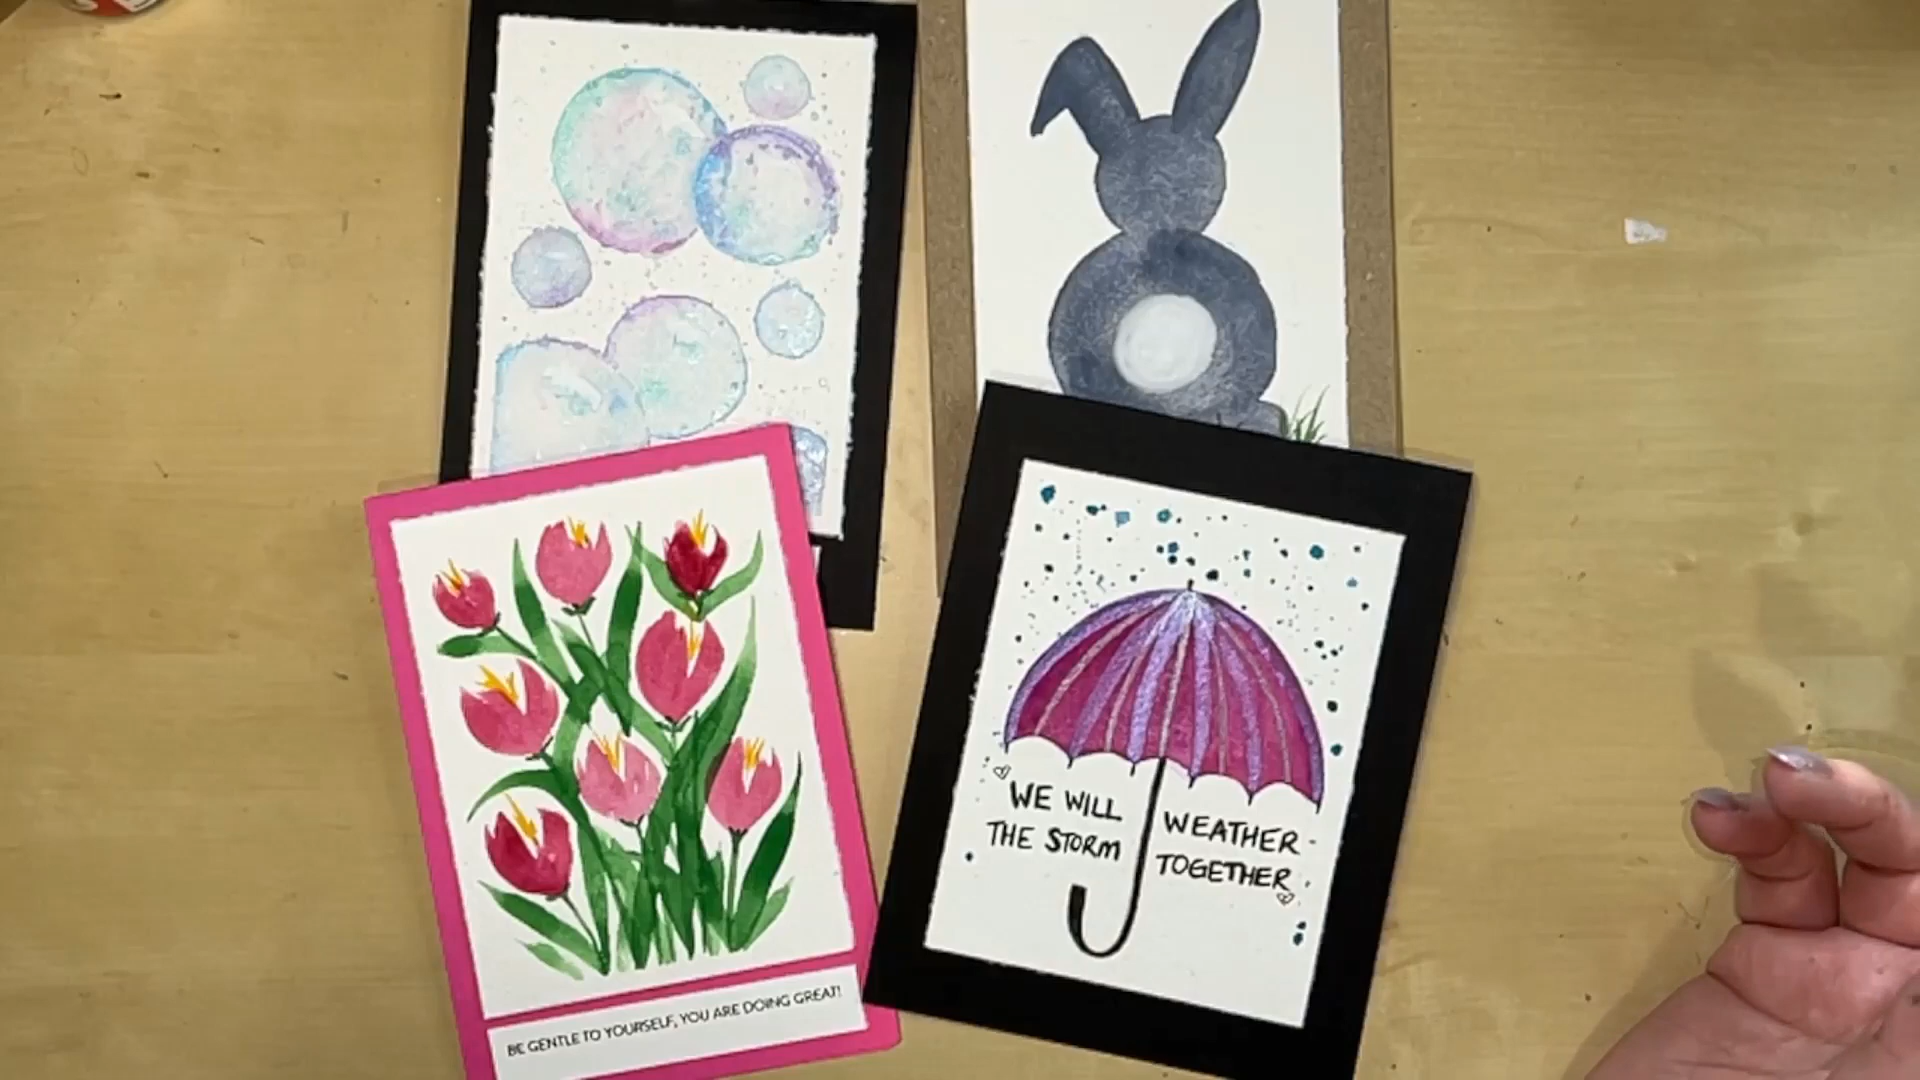 WE WILL WEATHER
THE STORM TOGETHER
BE GENTLE TO YOURSELF, YOU ARE DOING GREAT!